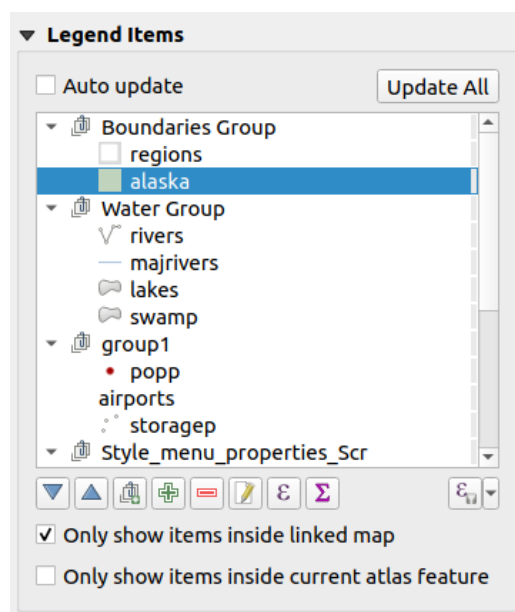 Legend Items
Auto update
Update All
Boundaries Group
regions
alaska
Water Group
rivers
majrivers
lakes
swamp
group1
popp
airports
storagep
Style_menu_properties_Scr
ε Σ ε
Only show items inside linked map
Only show items inside current atlas feature